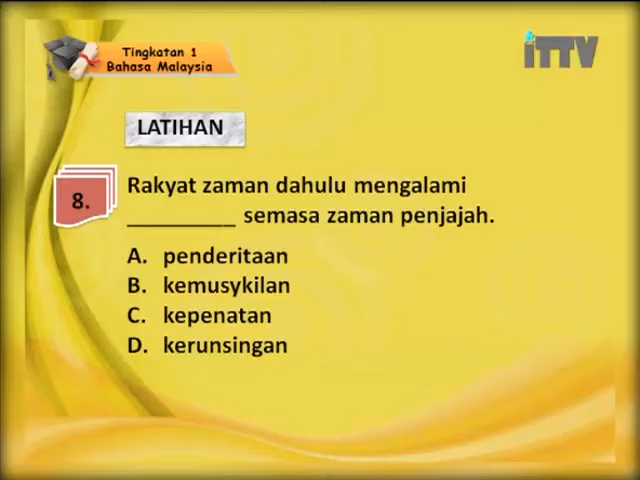 Tingkatan 1
Bahasa Malaysia
iTTV
LATIHAN
8.
Rakyat zaman dahulu mengalami
_________ semasa zaman penjajah.
A. penderitaan
B. kemusykilan
C. kepenatan
D. kerunsingan